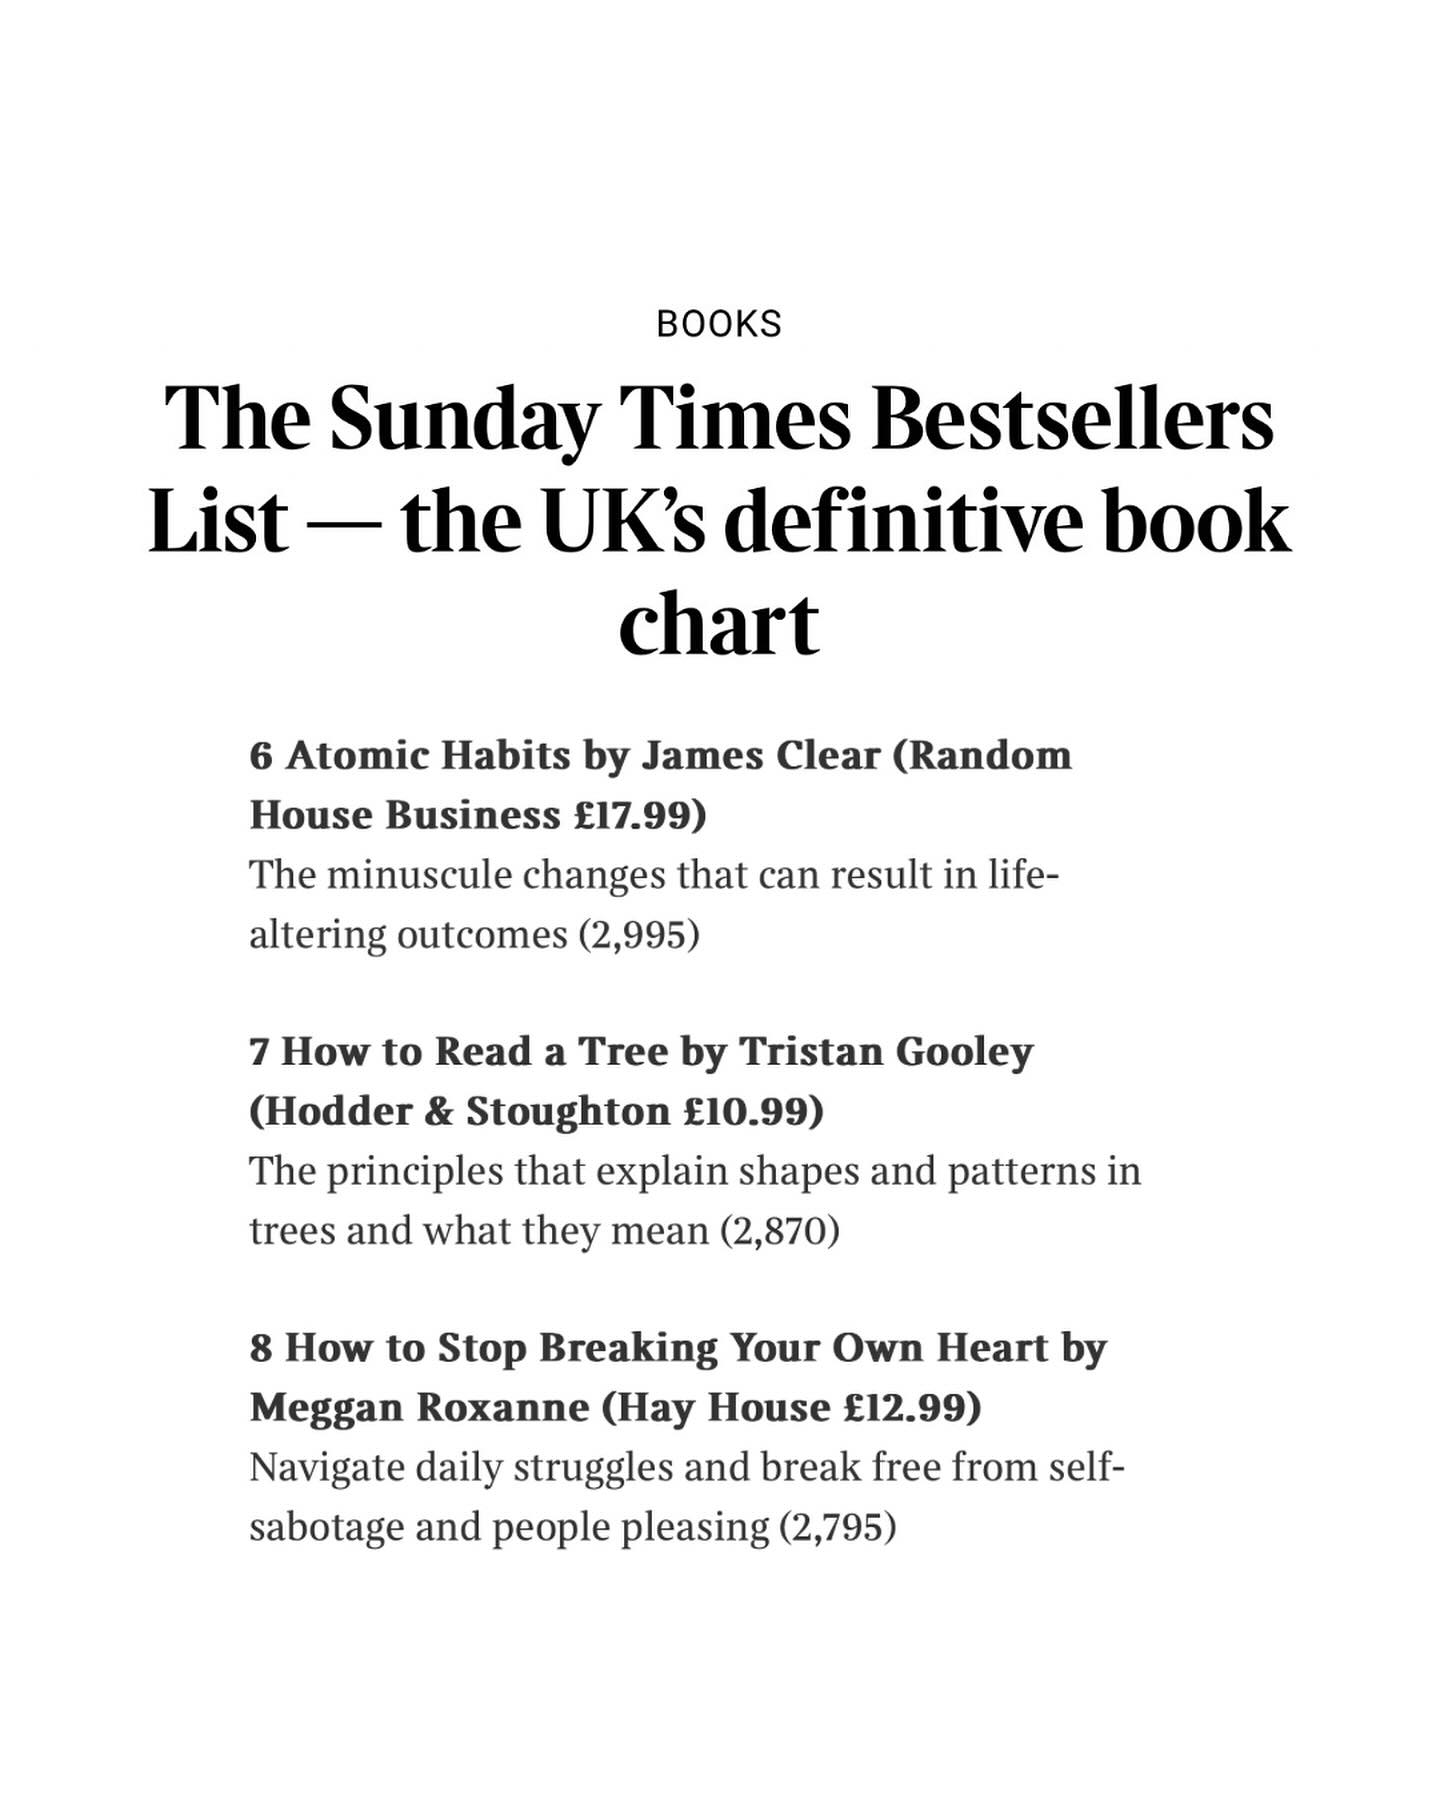 BOOKS
The Sunday Times Bestsellers
List — the UK’s definitive book
chart
6 Atomic Habits by James Clear (Random
House Business £17.99)
The minuscule changes that can result in life-
altering outcomes (2,995)
7 How to Read a Tree by Tristan Gooley
(Hodder & Stoughton £10.99)
The principles that explain shapes and patterns in
trees and what they mean (2,870)
8 How to Stop Breaking Your Own Heart by
Meggan Roxanne (Hay House £12.99)
Navigate daily struggles and break free from self-
sabotage and people pleasing (2,795)